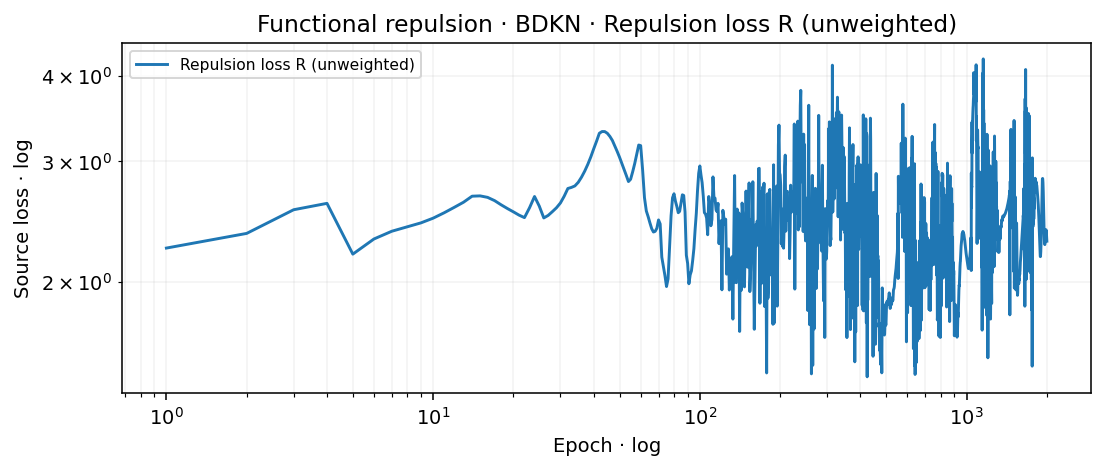 Functional repulsion · BDKN · Repulsion loss R (unweighted)
Repulsion loss R (unweighted)
Source loss · log
4 × 10⁰
3 × 10⁰
2 × 10⁰
10⁰ 10¹ 10² 10³
Epoch · log